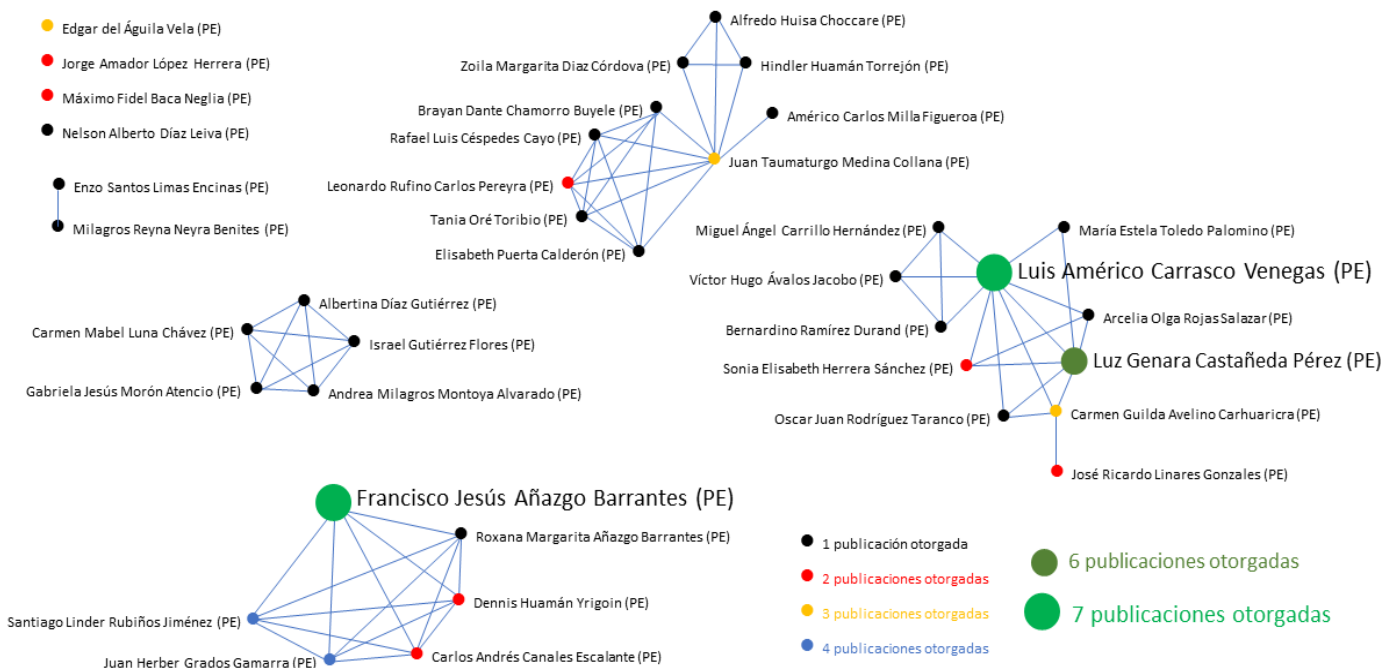 Edgar del Águila Vela (PE)
Jorge Amador López Herrera (PE)
Máximo Fidel Baca Neglia (PE)
Nelson Alberto Díaz Leiva (PE)
Enzo Santos Limas Encinas (PE)
Milagros Reyna Neyra Benites (PE)
Alfredo Huisa Choccare (PE)
Zoila Margarita Diaz Córdova (PE)
Hindler Huamán Torrejón (PE)
Brayan Dante Chamorro Buyele (PE)
Américo Carlos Milla Figueroa (PE)
Rafael Luis Céspedes Cayo (PE)
Juan Taumaturgo Medina Collana (PE)
Leonardo Rufino Carlos Pereyra (PE)
Tania Oré Toribio (PE)
Elisabeth Puerta Calderón (PE)
Miguel Ángel Carrillo Hernández (PE)
María Estela Toledo Palomino (PE)
Luis Américo Carrasco Venegas (PE)
Víctor Hugo Ávalos Jacobo (PE)
Bernardino Ramírez Durand (PE)
Arcelia Olga Rojas Salazar (PE)
Sonia Elisabeth Herrera Sánchez (PE)
Luz Genara Castañeda Pérez (PE)
Oscar Juan Rodríguez Taranco (PE)
Carmen Guilda Avelino Carhuaricra (PE)
José Ricardo Linares Gonzales (PE)
Albertina Díaz Gutiérrez (PE)
Carmen Mabel Luna Chávez (PE)
Israel Gutiérrez Flores (PE)
Gabriela Jesús Morón Atencio (PE)
Andrea Milagros Montoya Alvarado (PE)
Francisco Jesús Añazgo Barrantes (PE)
Roxana Margarita Añazgo Barrantes (PE)
Dennis Huamán Yrigoin (PE)
Santiago Linder Rubiños Jiménez (PE)
Juan Herber Grados Gamarra (PE)
Carlos Andrés Canales Escalante (PE)
1 publicación otorgada
2 publicaciones otorgadas
3 publicaciones otorgadas
4 publicaciones otorgadas
6 publicaciones otorgadas
7 publicaciones otorgadas